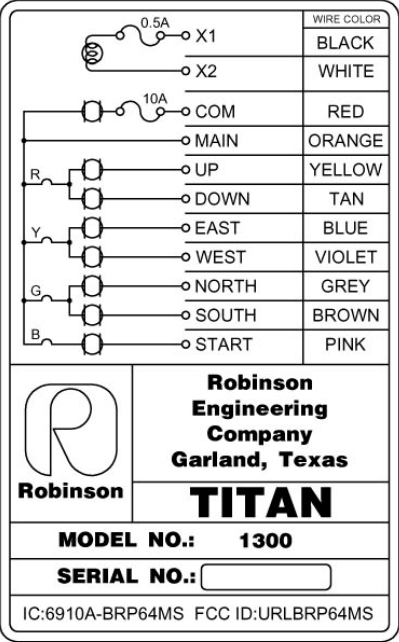 WIRE COLOR
0.5A X1 BLACK
X2 WHITE
10A COM RED
MAIN ORANGE
R UP YELLOW
DOWN TAN
Y EAST BLUE
WEST VIOLET
G NORTH GREY
SOUTH BROWN
B START PINK
Robinson
Robinson
Engineering
Company
Garland, Texas
TITAN
MODEL NO.: 1300
SERIAL NO.:
IC:6910A-BRP64MS FCC ID:URLBRP64MS